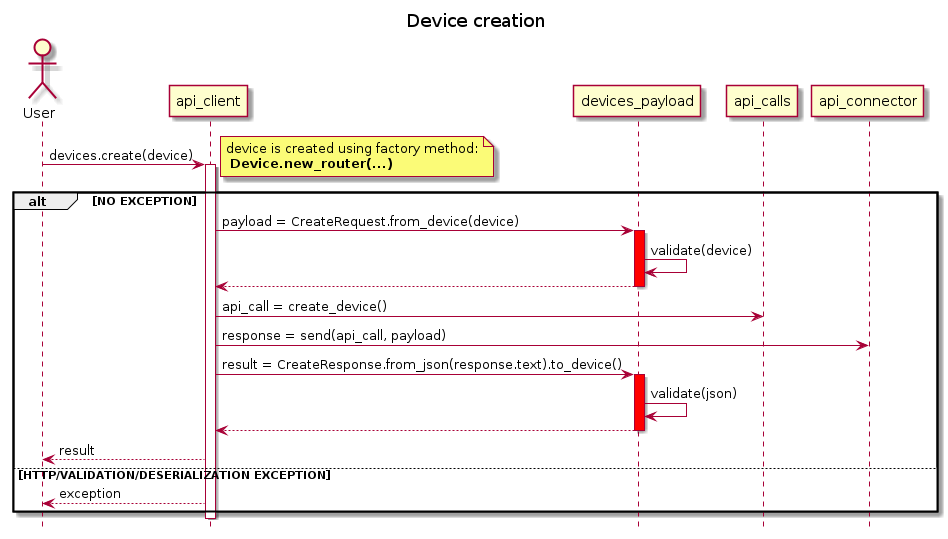 Device creation
User
api_client
devices_payload
api_calls
api_connector
devices.create(device)
device is created using factory method:
Device.new_router(...)
alt
[NO EXCEPTION]
payload = CreateRequest.from_device(device)
validate(device)
api_call = create_device()
response = send(api_call, payload)
result = CreateResponse.from_json(response.text).to_device()
validate(json)
result
[HTTP/VALIDATION/DESERIALIZATION EXCEPTION]
exception